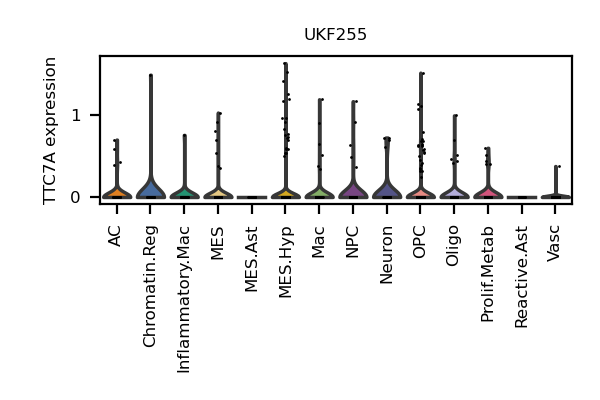 UKF255
TTC7A expression
1
0
AC
Chromatin.Reg
Inflammatory.Mac
MES
MES.Ast
MES.Hyp
Mac
NPC
Neuron
OPC
Oligo
Prolif.Metab
Reactive.Ast
Vasc